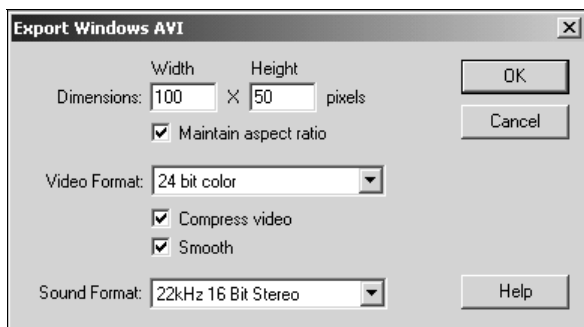 Export Windows AVI
Width Height
OK
Dimensions: 100 X 50 pixels
Maintain aspect ratio
Cancel
Video Format: 24 bit color
Compress video
Smooth
Sound Format: 22kHz 16 Bit Stereo
Help